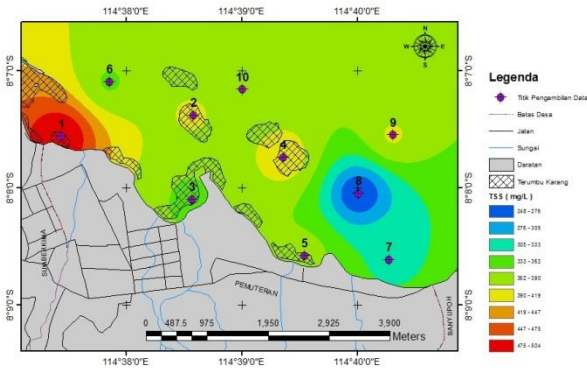 114°38'0"E 114°39'0"E 114°40'0"E
N
W E
S
8°7'0"S 8°7'0"S
6
10
2
1
9
4
8°8'0"S 8°8'0"S
8
3
5
7
SUMBERKIMA
PEMUTERAN
BANYUPOH
8°9'0"S 8°9'0"S
0 487.5 975 1,950 2,925 3,900
Meters
114°38'0"E 114°39'0"E 114°40'0"E
Legenda
Titik Pengambilan Data
Batas Desa
Jalan
Sungai
Daratan
Terumbu Karang
TSS ( mg/L )
276 - 305
305 - 333
333 - 362
362 - 390
419 - 447
447 - 475
475 - 504